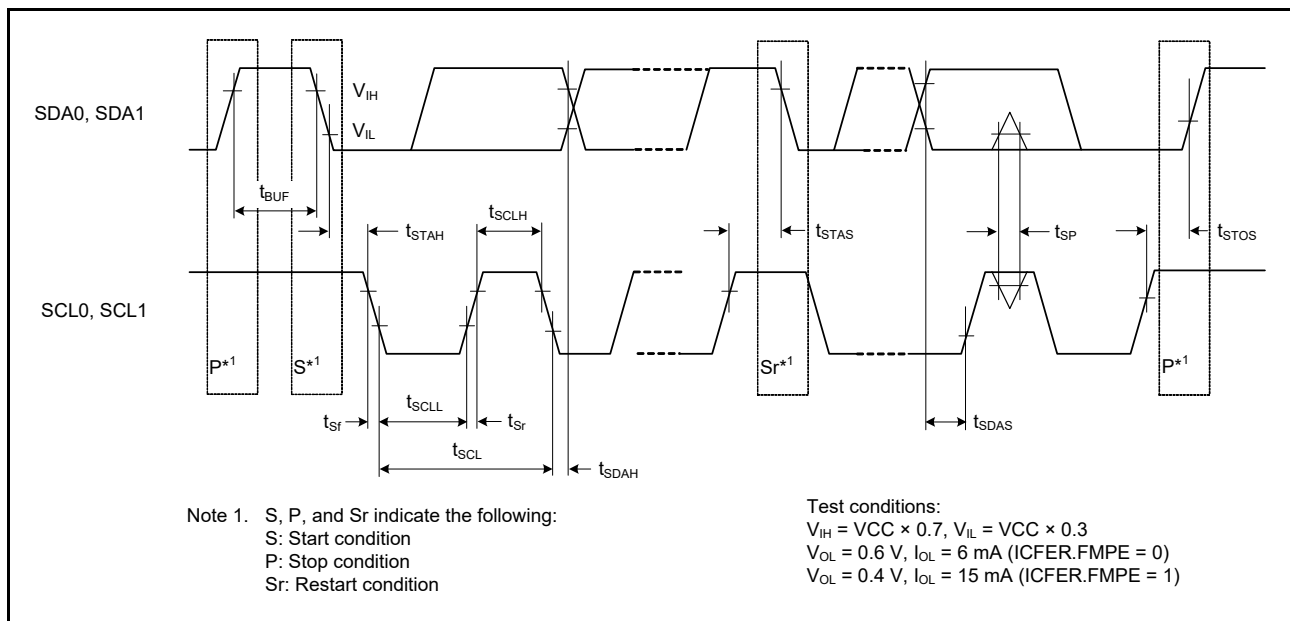 SDA0, SDA1
VIH
VIL
tBUF
tSTAH
tSCLH
tSTAS
tSP
tSTOS
SCL0, SCL1
P*1
S*1
Sr*1
P*1
tSf
tSCLL
tSr
tSCL
tSDAH
tSDAS
Note 1. S, P, and Sr indicate the following:
S: Start condition
P: Stop condition
Sr: Restart condition
Test conditions:
VIH = VCC × 0.7, VIL = VCC × 0.3
VOL = 0.6 V, IOL = 6 mA (ICFER.FMPE = 0)
VOL = 0.4 V, IOL = 15 mA (ICFER.FMPE = 1)